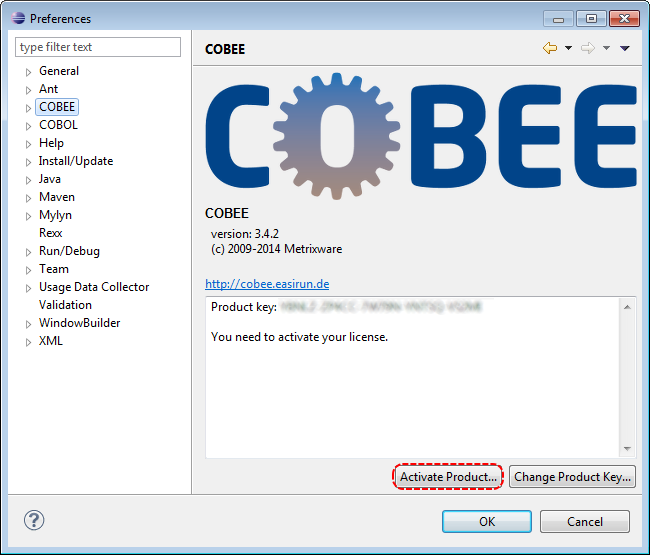 Preferences
type filter text
General
Ant
COBEE
COBOL
Help
Install/Update
Java
Maven
Mylyn
Rexx
Run/Debug
Team
Usage Data Collector
Validation
WindowBuilder
XML
COBEE
COBEE
COBEE
version: 3.4.2
(c) 2009-2014 Metrixware
http://cobee.easirun.de
Product key:
You need to activate your license.
Activate Product... Change Product Key...
? OK Cancel